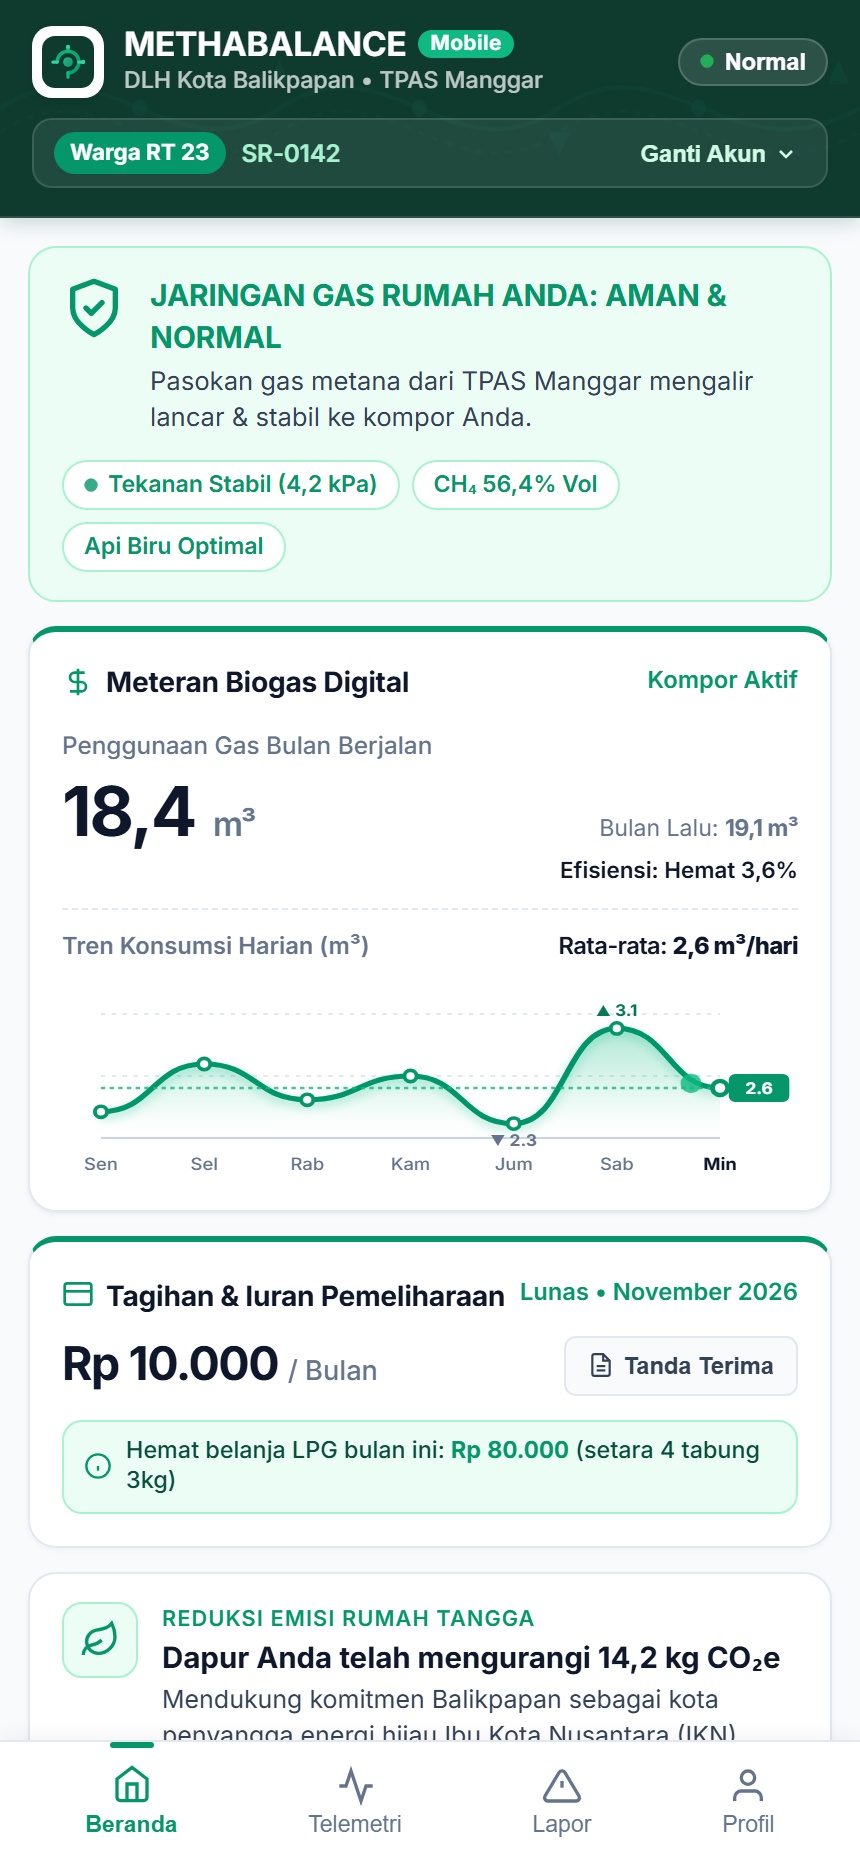 METHABALANCE Mobile
DLH Kota Balikpapan • TPAS Manggar
Normal
Warga RT 23 SR-0142 Ganti Akun
JARINGAN GAS RUMAH ANDA: AMAN &
NORMAL
Pasokan gas metana dari TPAS Manggar mengalir
lancar & stabil ke kompor Anda.
Tekanan Stabil (4,2 kPa) CH₄ 56,4% Vol
Api Biru Optimal
Meteran Biogas Digital Kompor Aktif
Penggunaan Gas Bulan Berjalan
18,4 m³
Bulan Lalu: 19,1 m³
Efisiensi: Hemat 3,6%
Tren Konsumsi Harian (m³) Rata-rata: 2,6 m³/hari
▲ 3.1
2.6
▼ 2.3
Sen Sel Rab Kam Jum Sab Min
Tagihan & Iuran Pemeliharaan Lunas • November 2026
Rp 10.000 / Bulan Tanda Terima
Hemat belanja LPG bulan ini: Rp 80.000 (setara 4 tabung
3kg)
REDUKSI EMISI RUMAH TANGGA
Dapur Anda telah mengurangi 14,2 kg CO₂e
Mendukung komitmen Balikpapan sebagai kota
penyangga energi hijau Ibu Kota Nusantara (IKN)
Beranda Telemetri Lapor Profil